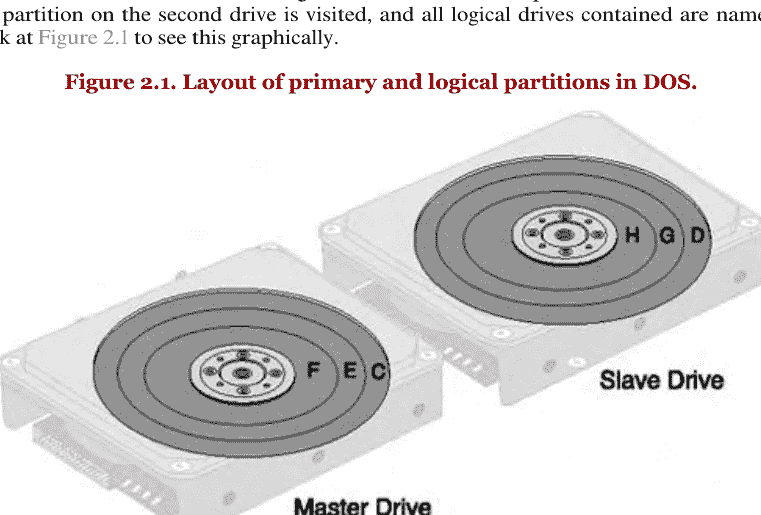 partition on the second drive is visited, and all logical drives contained are
k at Figure 2.1 to see this graphically.
Figure 2.1. Layout of primary and logical partitions in DOS.
H G D
F E C
Slave Drive
Master Drive